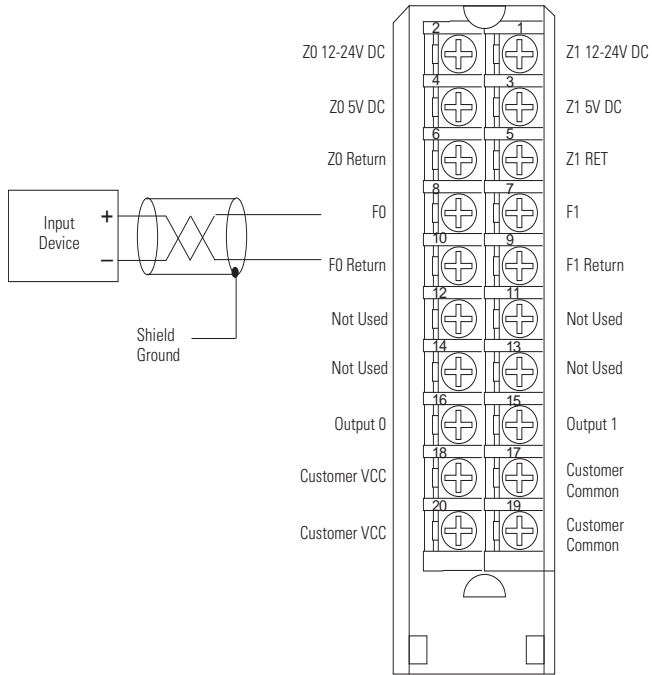 2 1
Z0 12-24V DC Z1 12-24V DC
4 3
Z0 5V DC Z1 5V DC
6 5
Z0 Return Z1 RET
8 7
Input
Device
+
–
F0 F1
10 9
F0 Return F1 Return
12 11
Not Used Not Used
Shield
Ground
14 13
Not Used Not Used
16 15
Output 0 Output 1
18 17
Customer VCC Customer
Common
20 19
Customer VCC Customer
Common